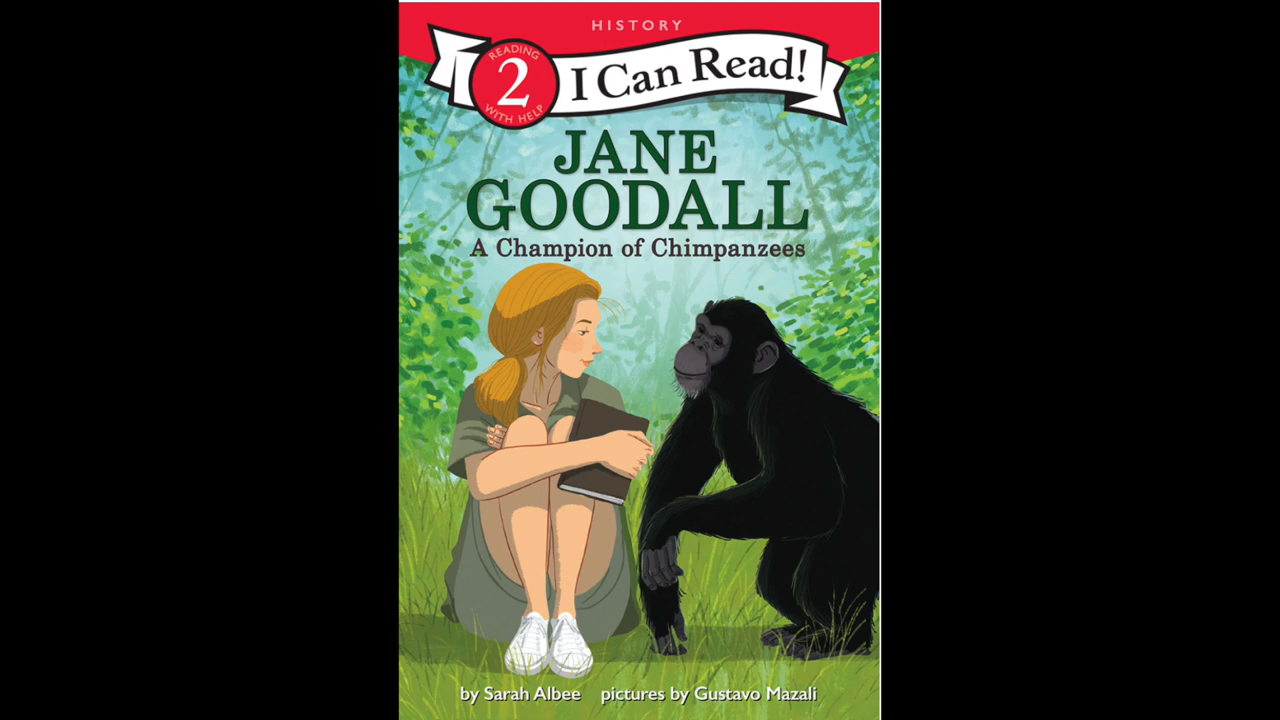 HISTORY
READING
2
WITH HELP
I Can Read!
JANE
GOODALL
A Champion of Chimpanzees
by Sarah Albee pictures by Gustavo Mazali